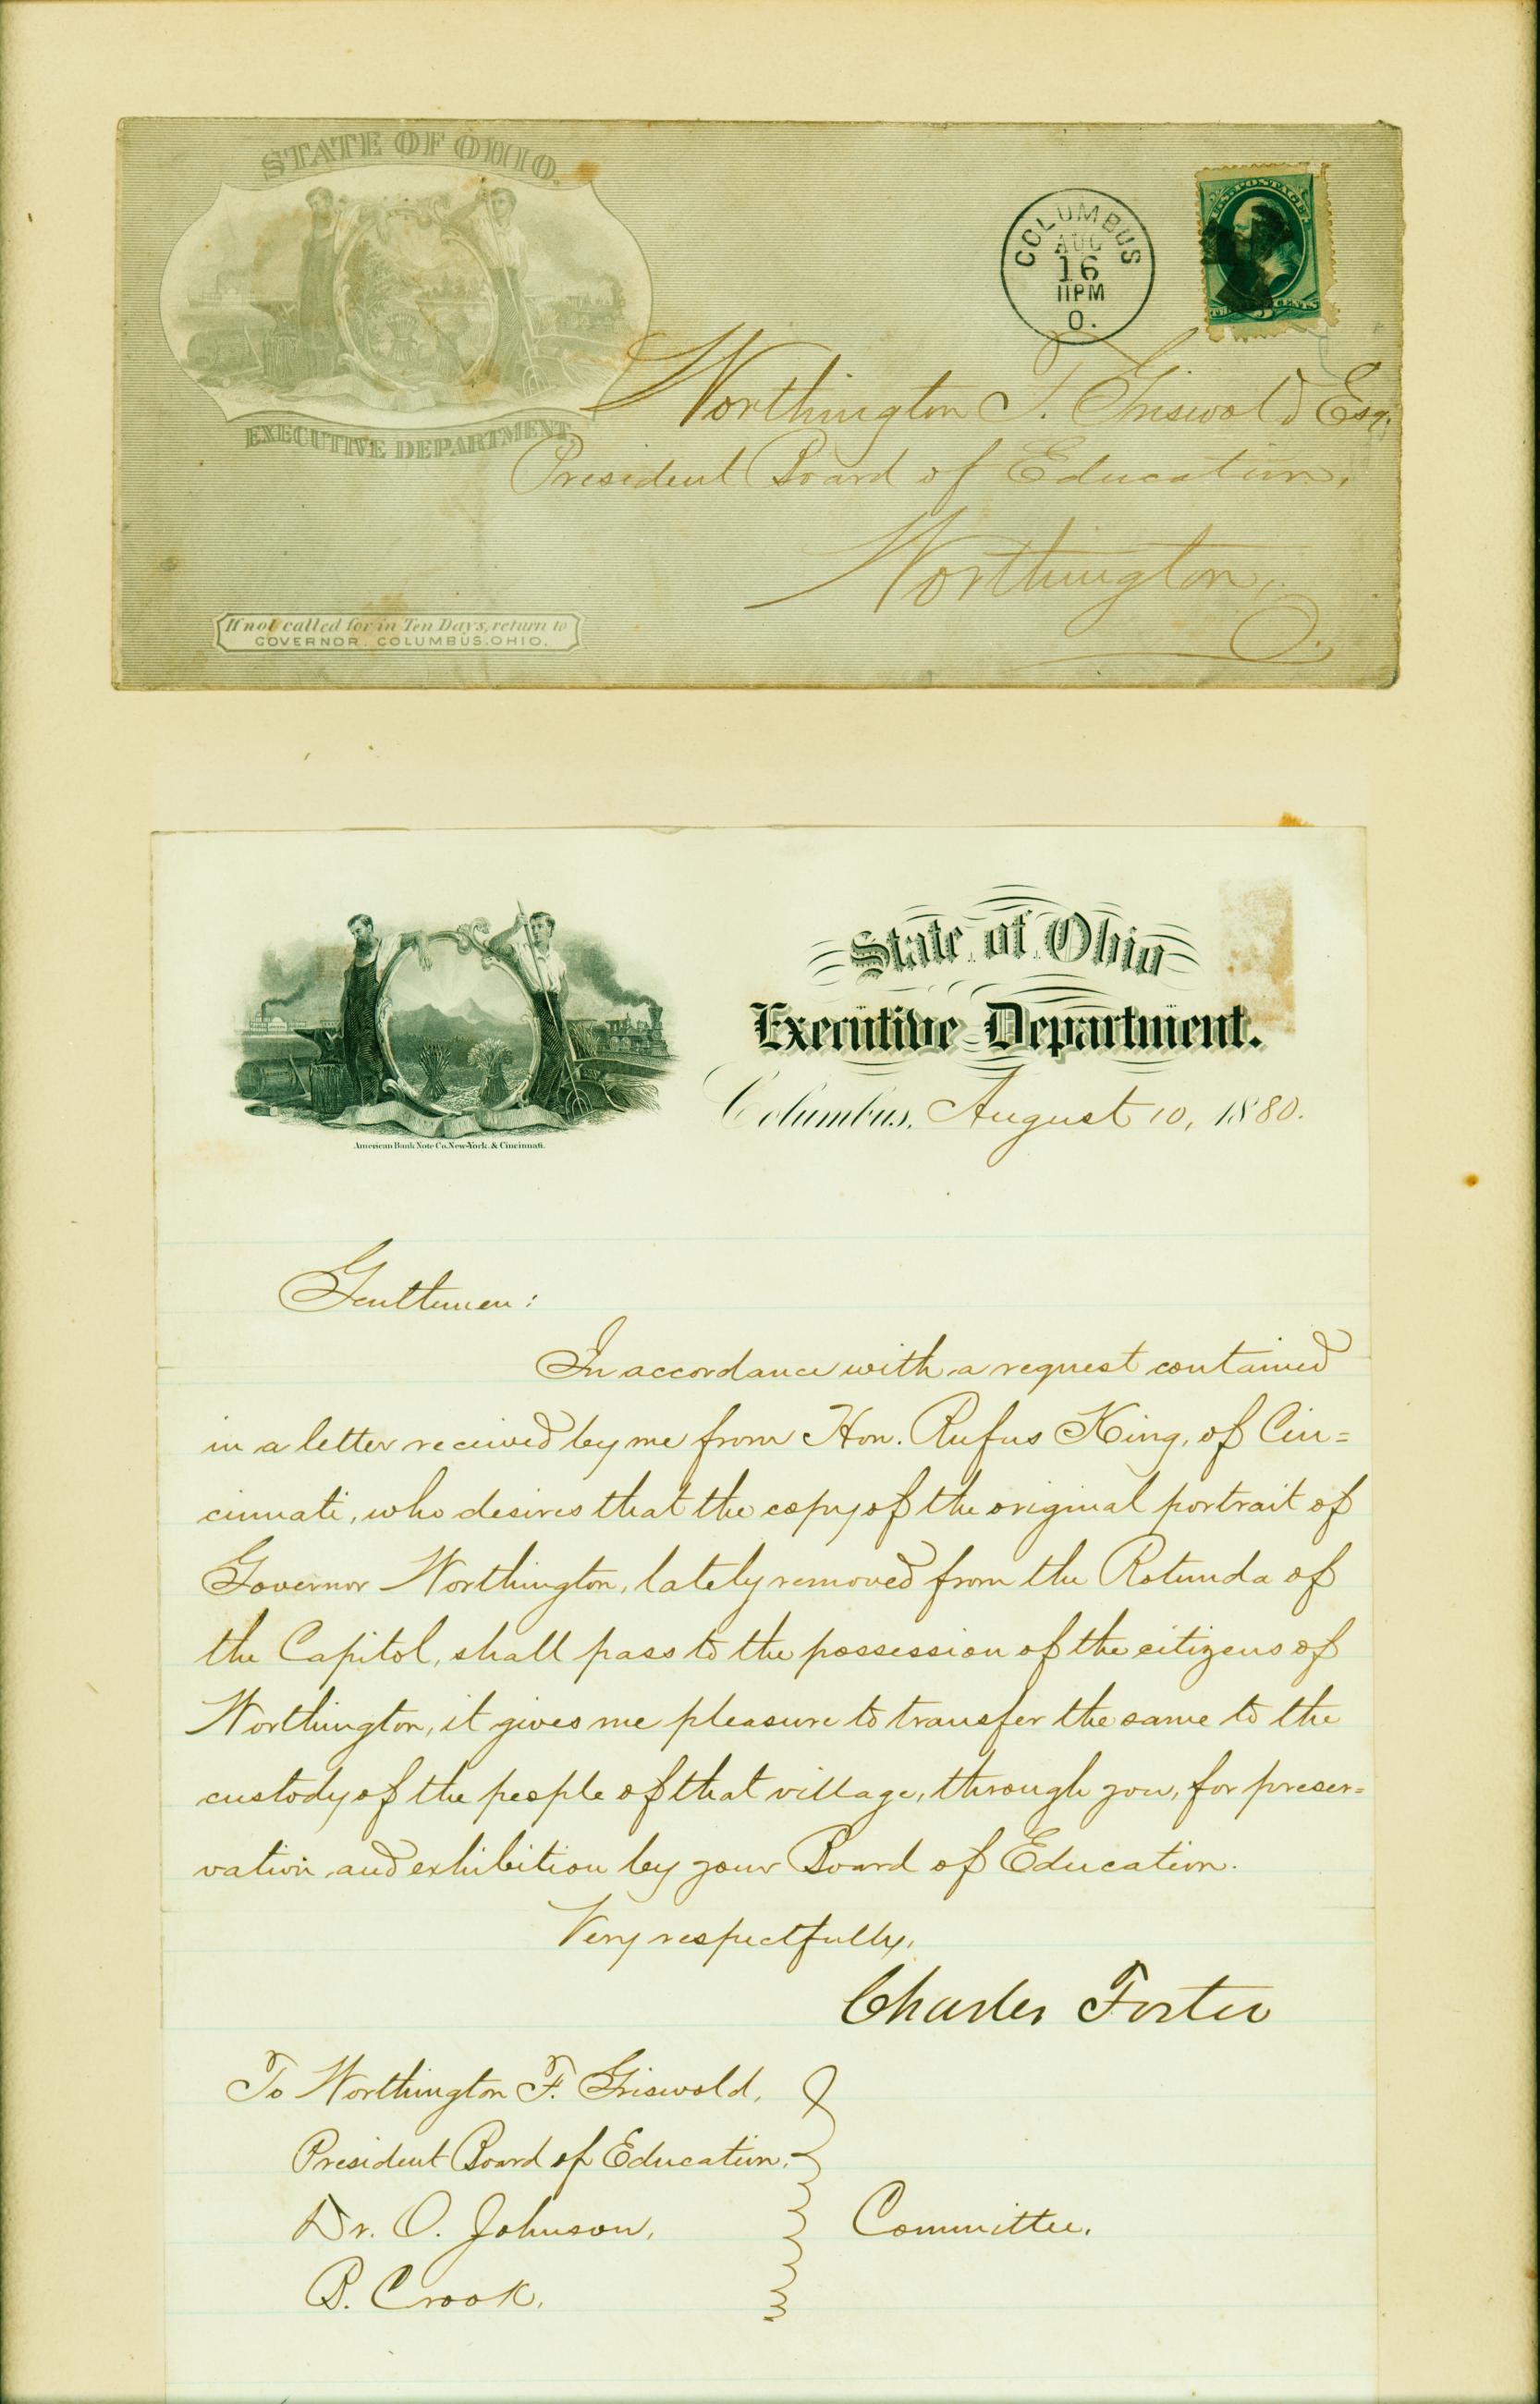 STATE OF OHIO.
EXECUTIVE DEPARTMENT.
COLUMBUS
AUG
16
11PM
O.
U.S. POSTAGE
THREE CENTS
Worthington F. Griswold Esq.
President Board of Education,
Worthington,
O.
If not called for in Ten Days, return to
GOVERNOR, COLUMBUS, OHIO.
State of Ohio
Executive Department.
Columbus, August 10, 1880.
American Bank Note Co. New-York & Cincinnati.
Gentlemen:
In accordance with a request contained
in a letter received by me from Hon. Rufus King, of Cin=
cinnati, who desires that the copy of the original portrait of
Governor Worthington, lately removed from the Rotunda of
the Capitol, shall pass to the possession of the citizens of
Worthington, it gives me pleasure to transfer the same to the
custody of the people of that village, through you, for preser=
vation and exhibition by your Board of Education.
Very respectfully,
Charles Foster
To Worthington F. Griswold,
President Board of Education,
Dr. O. Johnson,
B. Crook,
Committee.